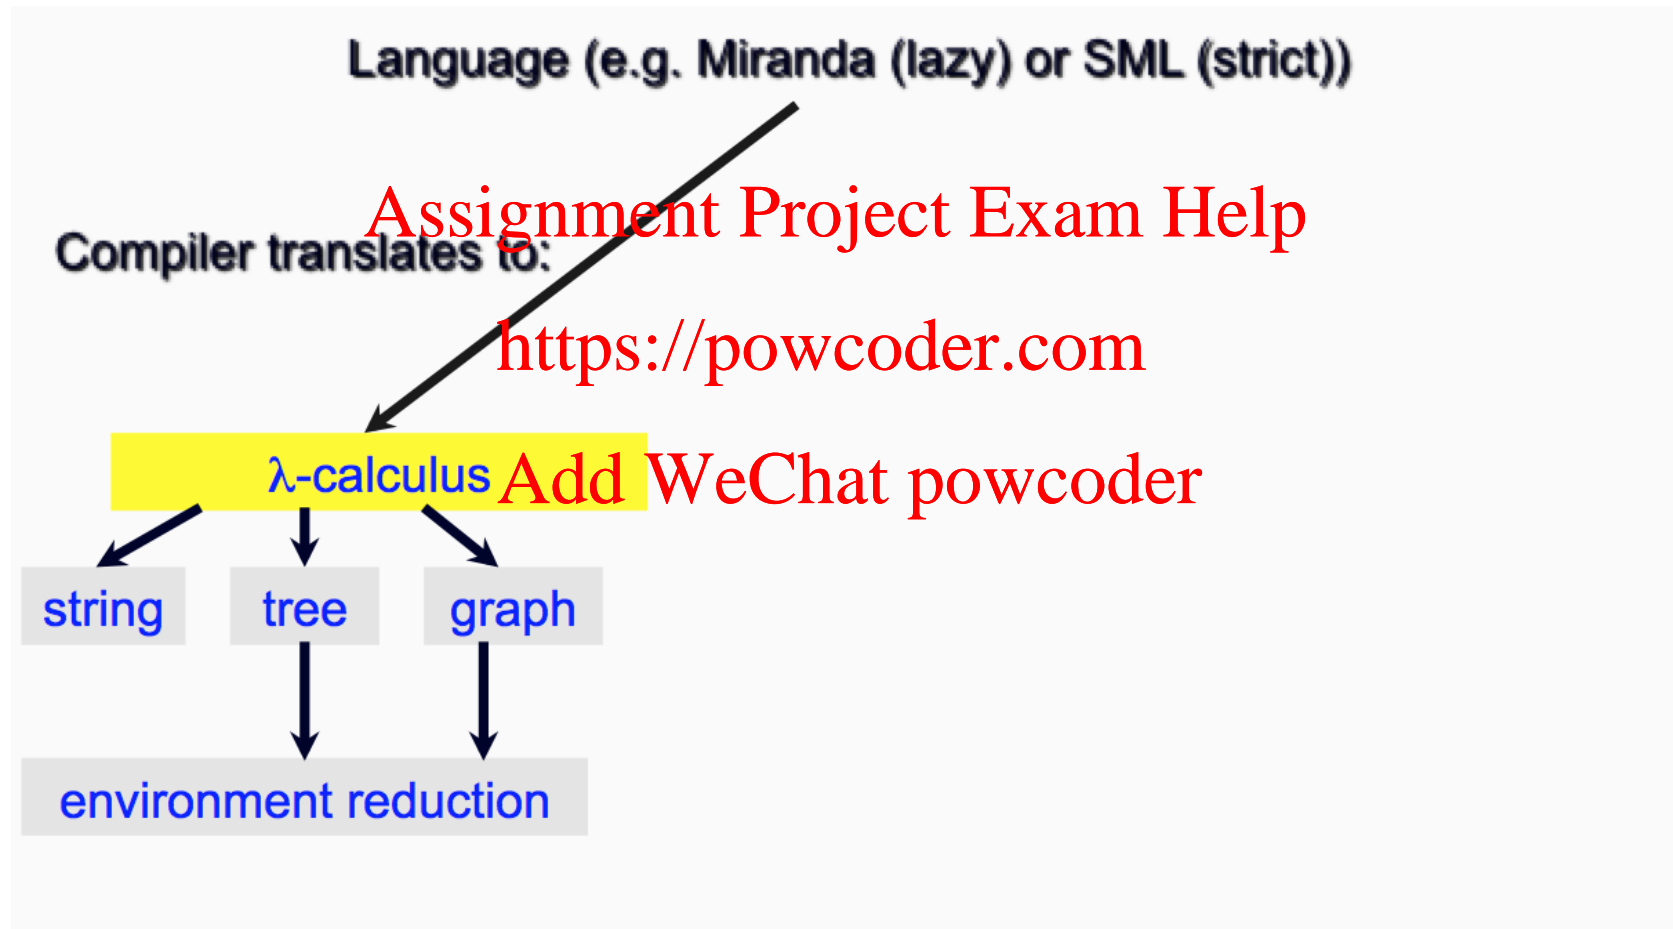 Language (e.g. Miranda (lazy) or SML (strict))
Assignment Project Exam Help
Compiler translates to:
https://powcoder.com
λ-calculus
Add WeChat powcoder
string tree graph
environment reduction